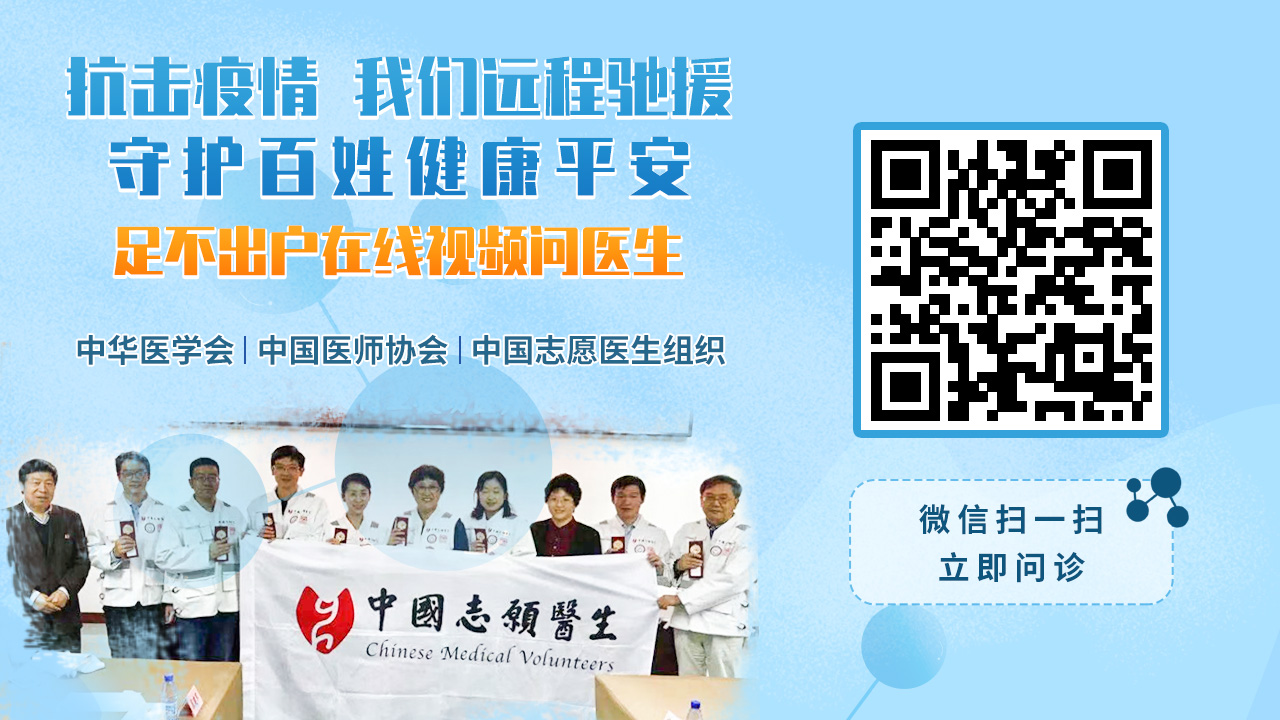 抗击疫情 我们远程驰援
守护百姓健康平安
足不出户在线视频问医生
中华医学会|中国医师协会|中国志愿医生组织
中國志願醫生
Chinese Medical Volunteers
微信扫一扫
立即问诊